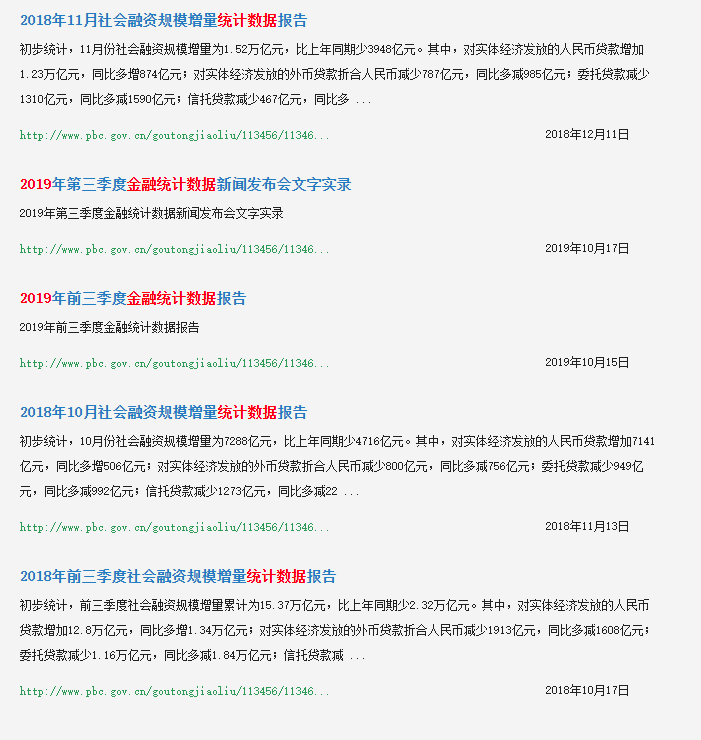 2018年11月社会融资规模增量统计数据报告
初步统计，11月份社会融资规模增量为1.52万亿元，比上年同期少3948亿元。其中，对实体经济发放的人民币贷款增加
1.23万亿元，同比多增874亿元；对实体经济发放的外币贷款折合人民币减少787亿元，同比多减985亿元；委托贷款减少
1310亿元，同比多减1590亿元；信托贷款减少467亿元，同比多 ...
http://www.pbc.gov.cn/goutongjiaoliu/113456/11346... 2018年12月11日
2019年第三季度金融统计数据新闻发布会文字实录
2019年第三季度金融统计数据新闻发布会文字实录
http://www.pbc.gov.cn/goutongjiaoliu/113456/11346... 2019年10月17日
2019年前三季度金融统计数据报告
2019年前三季度金融统计数据报告
http://www.pbc.gov.cn/goutongjiaoliu/113456/11346... 2019年10月15日
2018年10月社会融资规模增量统计数据报告
初步统计，10月份社会融资规模增量为7288亿元，比上年同期少4716亿元。其中，对实体经济发放的人民币贷款增加7141
亿元，同比多增506亿元；对实体经济发放的外币贷款折合人民币减少800亿元，同比多减756亿元；委托贷款减少949亿
元，同比多减992亿元；信托贷款减少1273亿元，同比多减22 ...
http://www.pbc.gov.cn/goutongjiaoliu/113456/11346... 2018年11月13日
2018年前三季度社会融资规模增量统计数据报告
初步统计，前三季度社会融资规模增量累计为15.37万亿元，比上年同期少2.32万亿元。其中，对实体经济发放的人民币
贷款增加12.8万亿元，同比多增1.34万亿元；对实体经济发放的外币贷款折合人民币减少1913亿元，同比多减1608亿元；
委托贷款减少1.16万亿元，同比多减1.84万亿元；信托贷款减 ...
http://www.pbc.gov.cn/goutongjiaoliu/113456/11346... 2018年10月17日